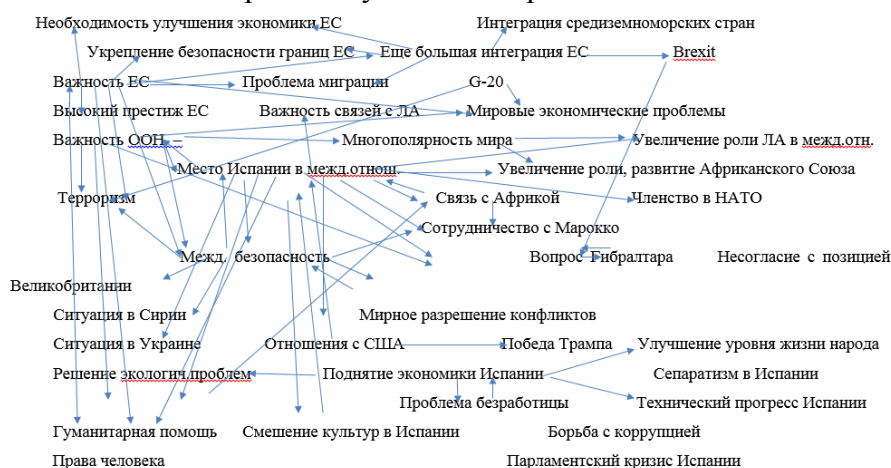 Необходимость улучшения экономики ЕС Интеграция средиземноморских стран
Укрепление безопасности границ ЕС Еще большая интеграция ЕС Brexit
Важность ЕС Проблема миграции G-20
Высокий престиж ЕС Важность связей с ЛА Мировые экономические проблемы
Важность ООН – Многополярность мира Увеличение роли ЛА в межд.отн.
Место Испании в межд.отнош. Увеличение роли, развитие Африканского Союза
Терроризм Связь с Африкой Членство в НАТО
Сотрудничество с Марокко
Межд. безопасность Вопрос Гибралтара Несогласие с позицией
Великобритании
Ситуация в Сирии Мирное разрешение конфликтов
Ситуация в Украине Отношения с США Победа Трампа Улучшение уровня жизни народа
Решение экологич.проблем Поднятие экономики Испании Сепаратизм в Испании
Проблема безработицы Технический прогресс Испании
Гуманитарная помощь Смешение культур в Испании Борьба с коррупцией
Права человека Парламентский кризис Испании